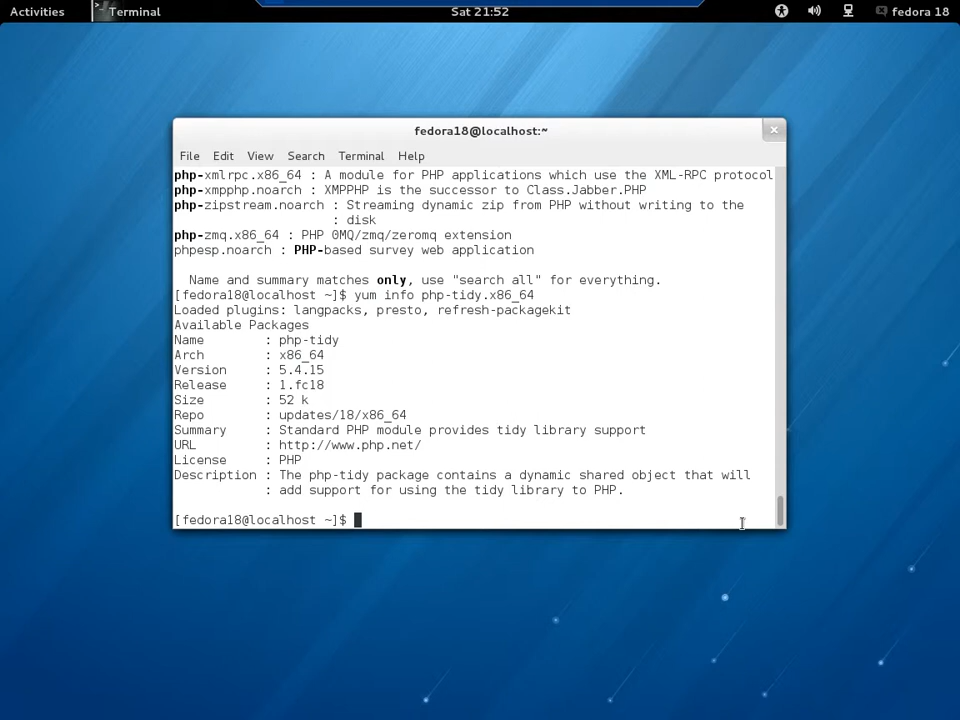 Activities
Terminal
Sat 21:52
fedora 18
fedora18@localhost:~
File Edit View Search Terminal Help
php-xmlrpc.x86_64 : A module for PHP applications which use the XML-RPC protocol
php-xmpphp.noarch : XMPPHP is the successor to Class.Jabber.PHP
php-zipstream.noarch : Streaming dynamic zip from PHP without writing to the
: disk
php-zmq.x86_64 : PHP 0MQ/zmq/zeromq extension
phpesp.noarch : PHP-based survey web application
Name and summary matches only, use "search all" for everything.
[fedora18@localhost ~]$ yum info php-tidy.x86_64
Loaded plugins: langpacks, presto, refresh-packagekit
Available Packages
Name : php-tidy
Arch : x86_64
Version : 5.4.15
Release : 1.fc18
Size : 52 k
Repo : updates/18/x86_64
Summary : Standard PHP module provides tidy library support
URL : http://www.php.net/
License : PHP
Description : The php-tidy package contains a dynamic shared object that will
: add support for using the tidy library to PHP.
[fedora18@localhost ~]$